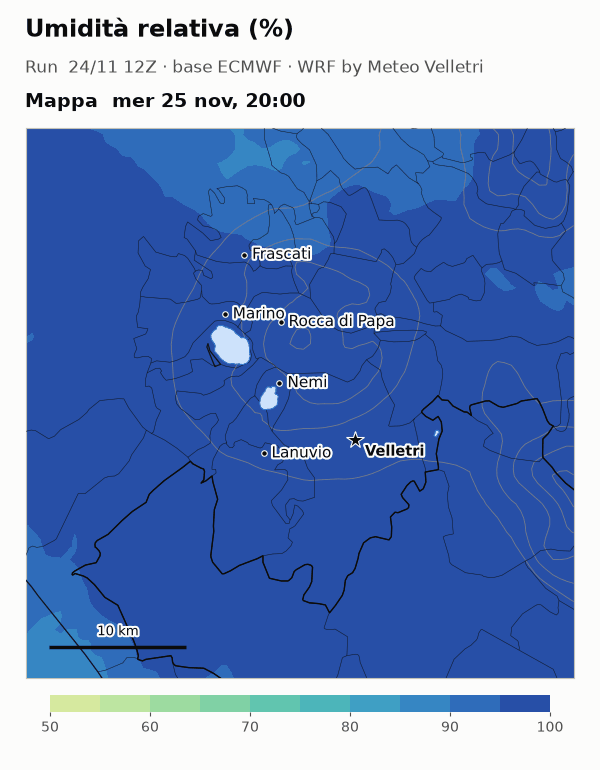 Umidità relativa (%)
Run  24/11 12Z · base ECMWF · WRF by Meteo Velletri
Mappa  mer 25 nov, 20:00
Frascati
Marino
Rocca di Papa
Nemi
Velletri
Lanuvio
10 km
50 60 70 80 90 100